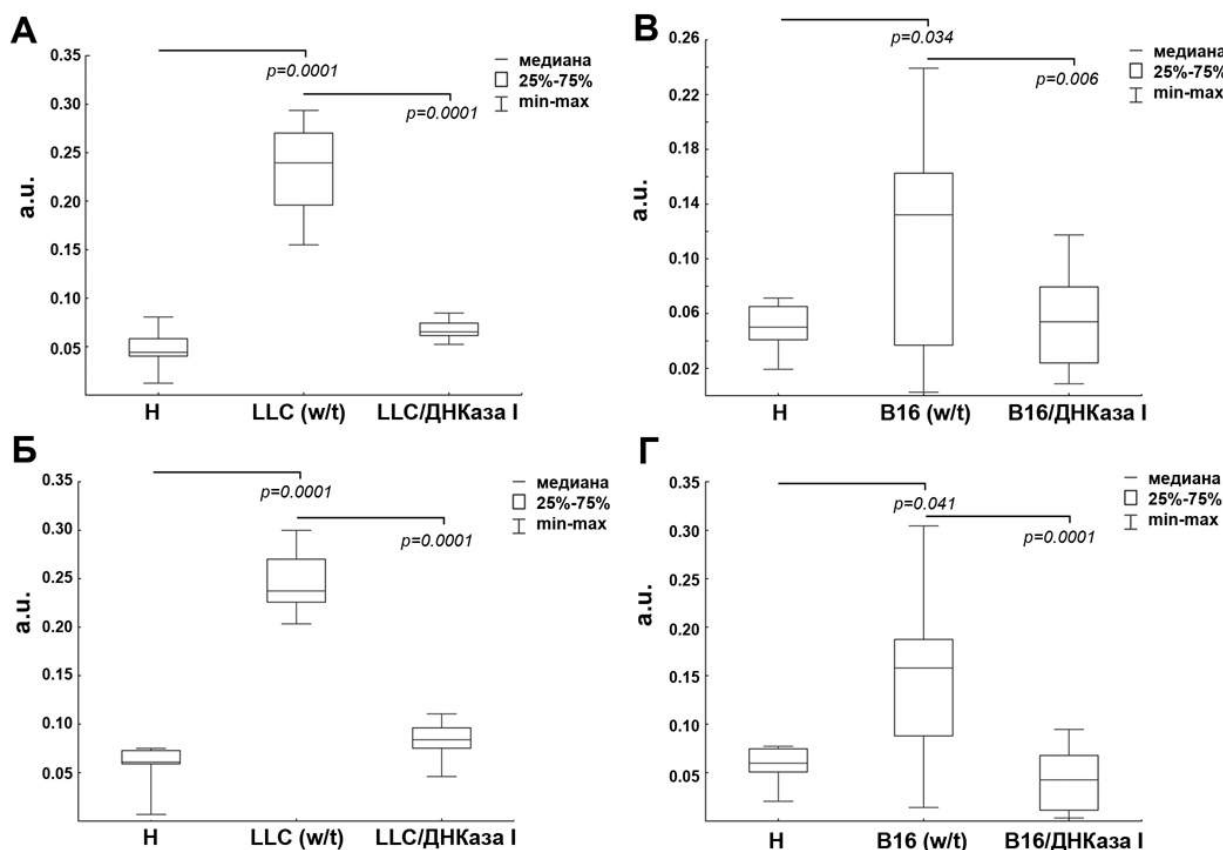 А
0.35
0.30
0.25
0.20
0.15
0.10
0.05
a.u.
p=0.0001
p=0.0001
медиана
25%-75%
min-max
Н
LLC (w/t)
LLC/ДНКаза I
В
0.26
0.22
0.18
0.14
0.10
0.06
0.02
a.u.
p=0.034
p=0.006
медиана
25%-75%
min-max
Н
B16 (w/t)
B16/ДНКаза I
Б
0.35
0.30
0.25
0.20
0.15
0.10
0.05
a.u.
p=0.0001
p=0.0001
медиана
25%-75%
min-max
Н
LLC (w/t)
LLC/ДНКаза I
Г
0.35
0.30
0.25
0.20
0.15
0.10
0.05
a.u.
p=0.041
p=0.0001
медиана
25%-75%
min-max
Н
B16 (w/t)
B16/ДНКаза I